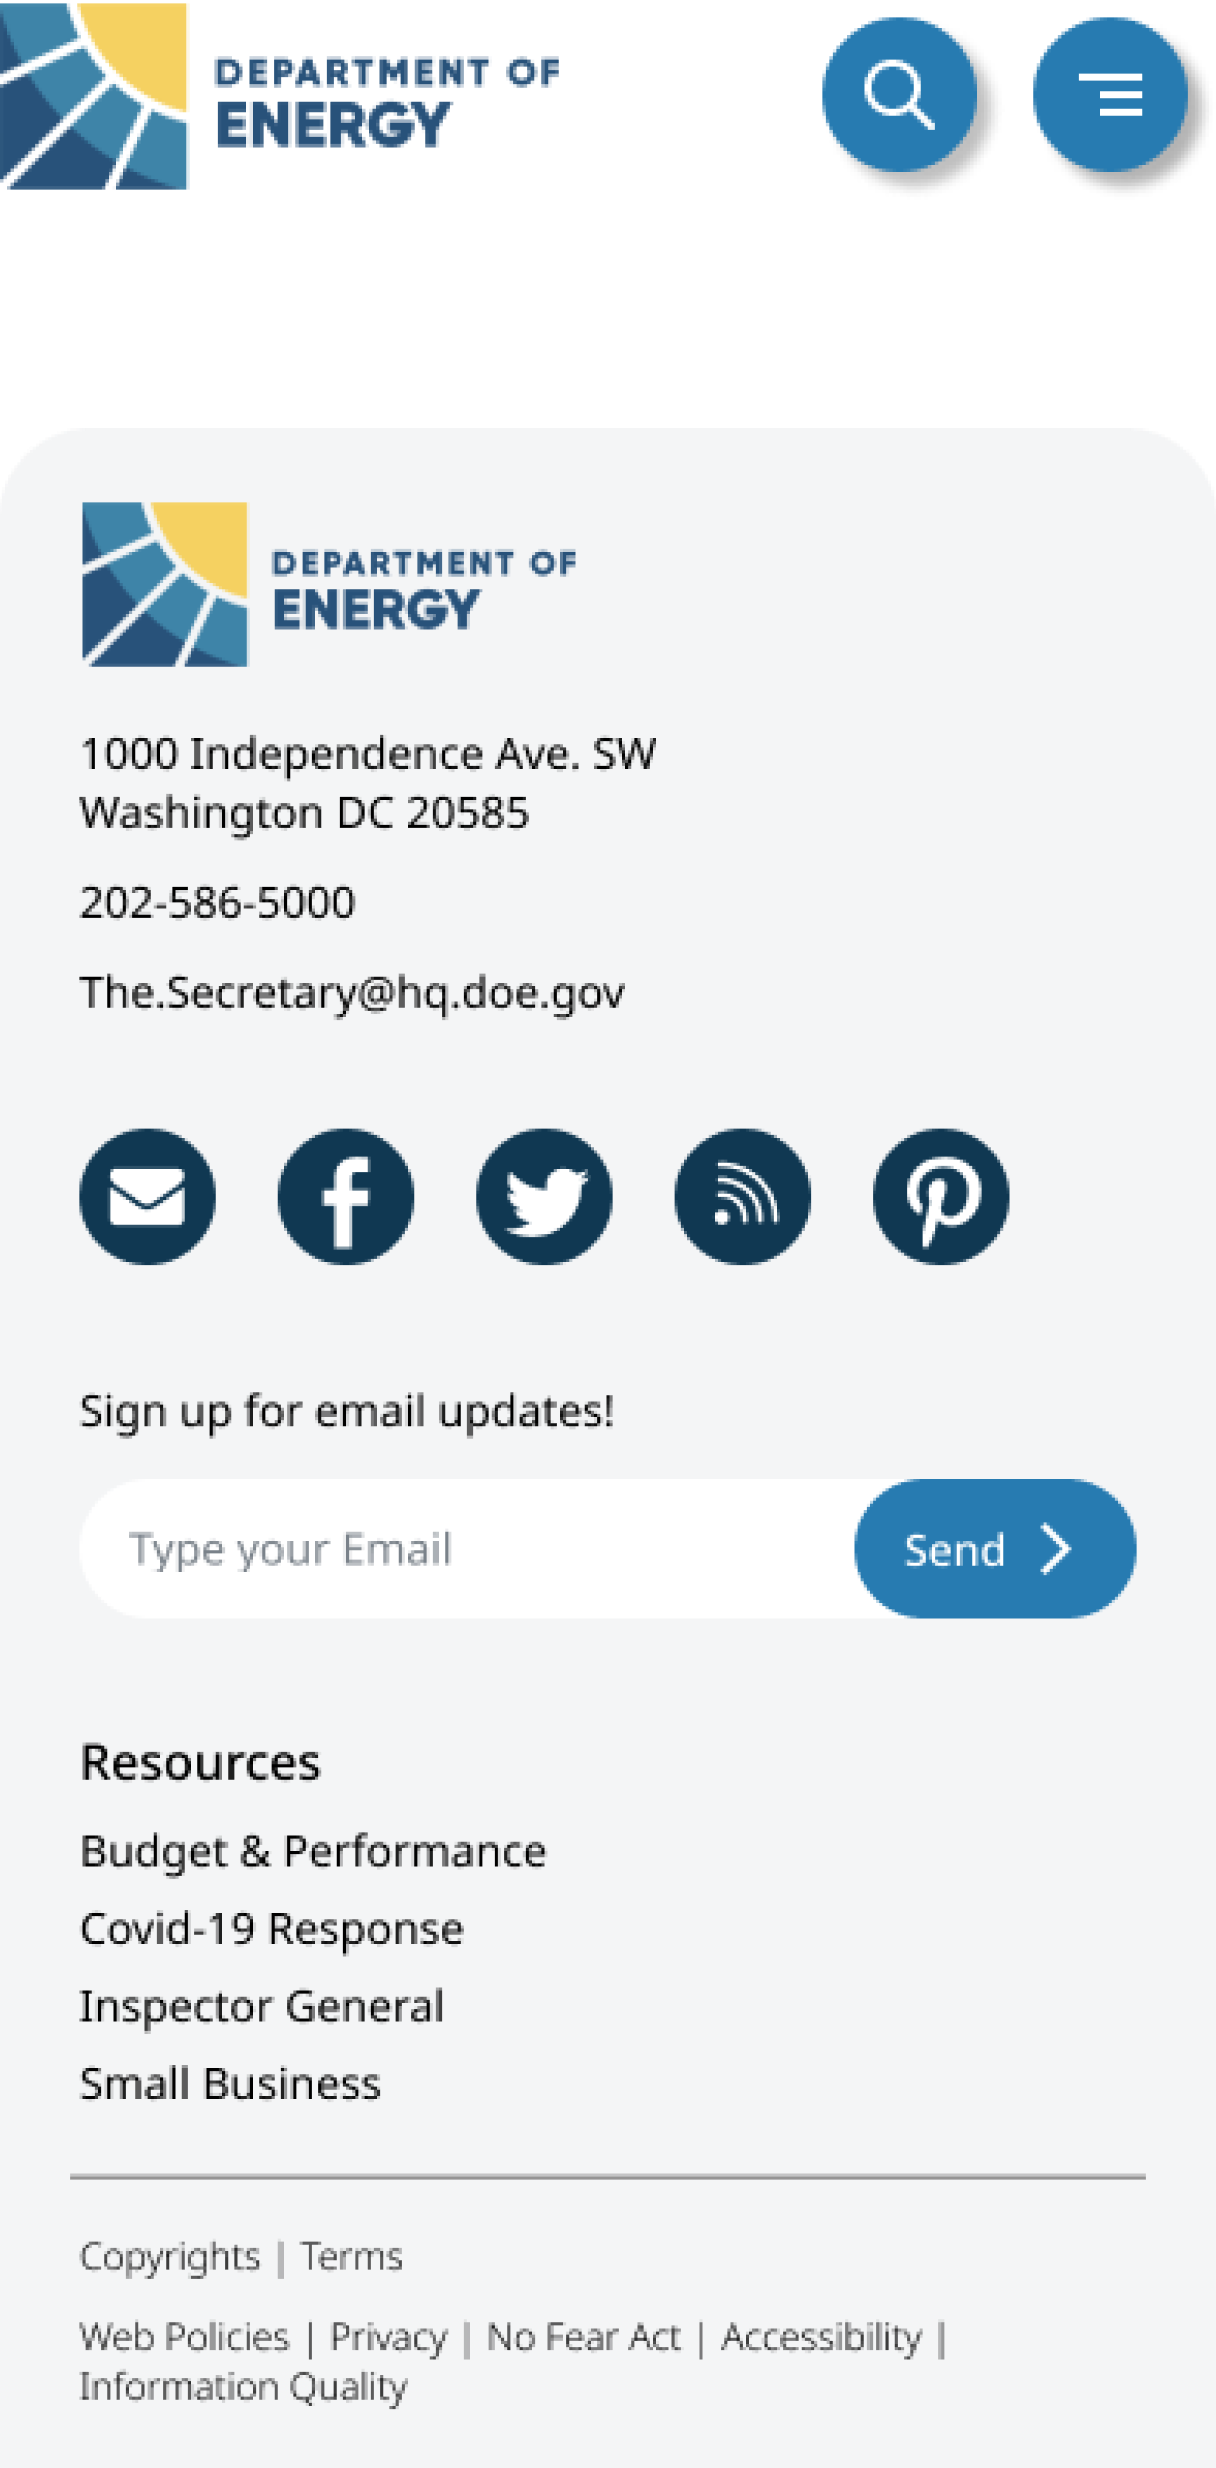 DEPARTMENT OF
ENERGY
DEPARTMENT OF
ENERGY
1000 Independence Ave. SW
Washington DC 20585
202-586-5000
The.Secretary@hq.doe.gov
Sign up for email updates!
Type your Email
Send
Resources
Budget & Performance
Covid-19 Response
Inspector General
Small Business
Copyrights | Terms
Web Policies | Privacy | No Fear Act | Accessibility |
Information Quality